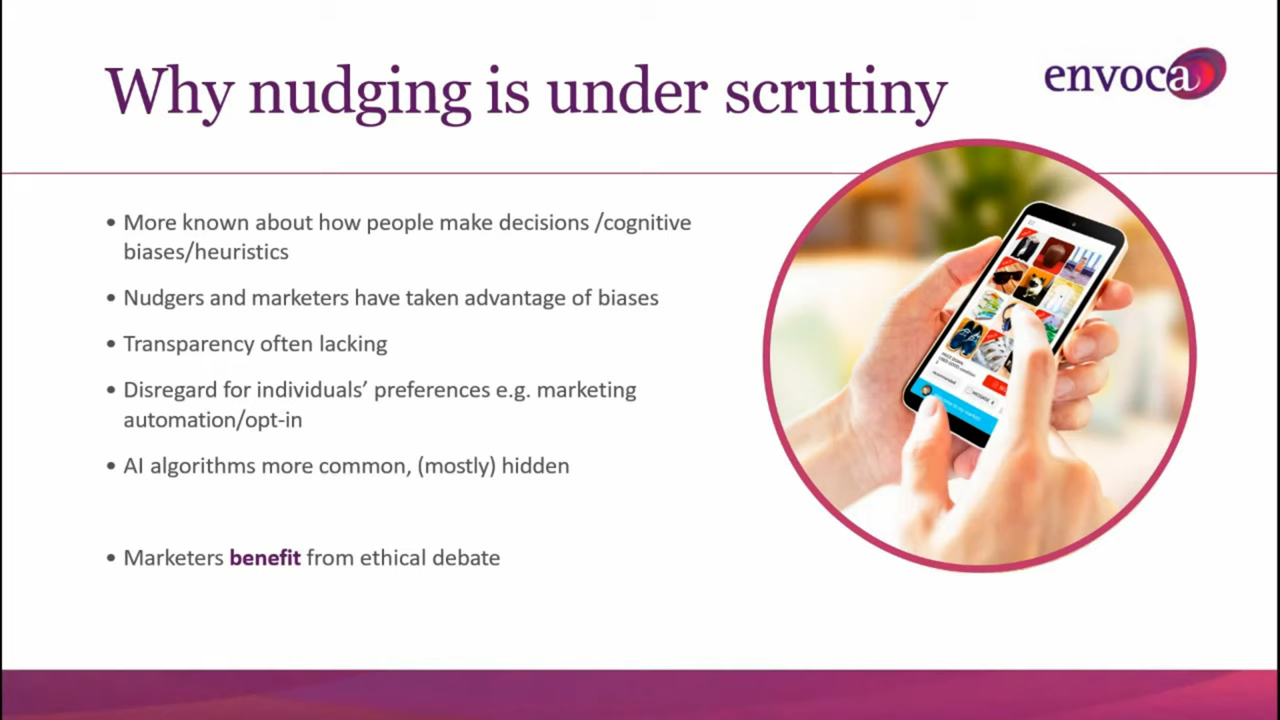 Why nudging is under scrutiny
envoca
• More known about how people make decisions /cognitive
biases/heuristics
• Nudgers and marketers have taken advantage of biases
• Transparency often lacking
• Disregard for individuals’ preferences e.g. marketing
automation/opt-in
• AI algorithms more common, (mostly) hidden
• Marketers benefit from ethical debate